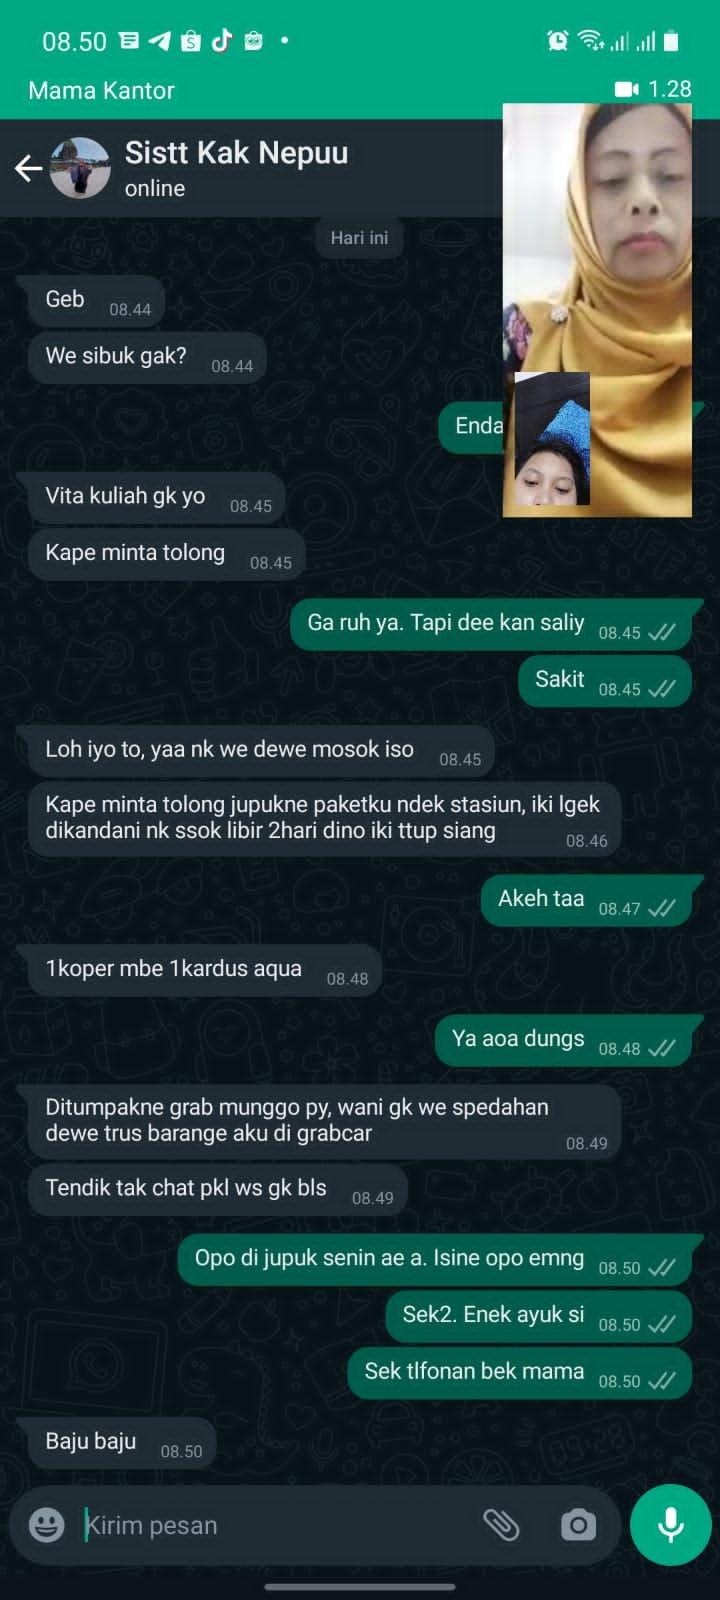 08.50
Mama Kantor
1.28
Sistt Kak Nepuu
online
Hari ini
Geb 08.44
We sibuk gak? 08.44
Enda
Vita kuliah gk yo 08.45
Kape minta tolong 08.45
Ga ruh ya. Tapi dee kan saliy 08.45
Sakit 08.45
Loh iyo to, yaa nk we dewe mosok iso 08.45
Kape minta tolong jupukne paketku ndek stasiun, iki lgek
dikandani nk ssok libir 2hari dino iki ttup siang 08.46
Akeh taa 08.47
1koper mbe 1kardus aqua 08.48
Ya aoa dungs 08.48
Ditumpakne grab munggo py, wani gk we spedahan
dewe trus barange aku di grabcar 08.49
Tendik tak chat pkl ws gk bls 08.49
Opo di jupuk senin ae a. Isine opo emng 08.50
Sek2. Enek ayuk si 08.50
Sek tlfonan bek mama 08.50
Baju baju 08.50
Kirim pesan